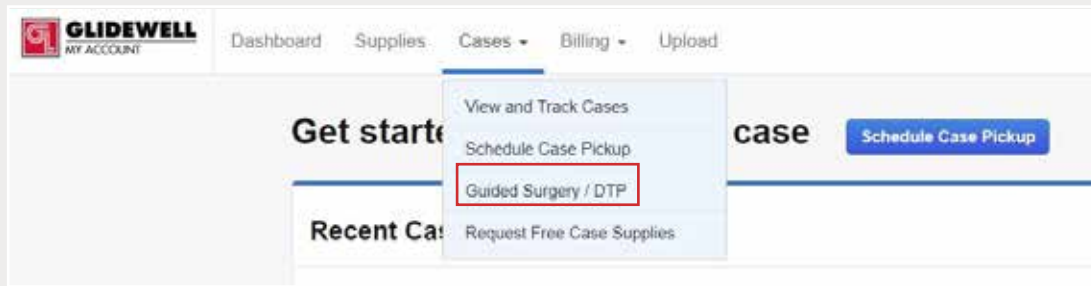 GLIDEWELL
MY ACCOUNT
Dashboard Supplies Cases Billing Upload
View and Track Cases
Schedule Case Pickup
Guided Surgery / DTP
Request Free Case Supplies
Get starte case Schedule Case Pickup
Recent Cas